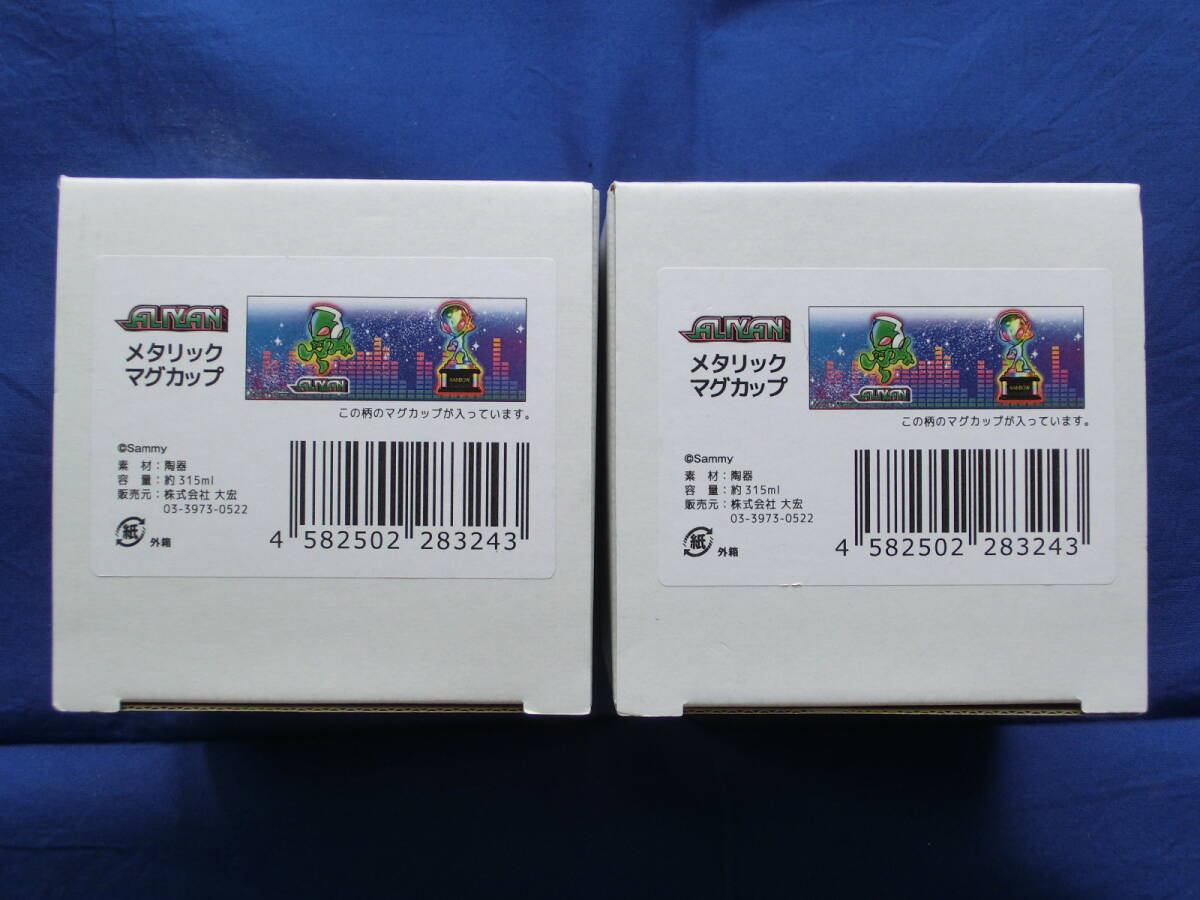 ALIYAN
メタリック
マグカップ
ALIYAN
RAINBOW
この柄のマグカップが入っています。
©Sammy
素 材：陶器
容 量：約315ml
販売元：株式会社 大宏
03-3973-0522
紙
外箱
4 582502 283243
ALIYAN
メタリック
マグカップ
ALIYAN
RAINBOW
この柄のマグカップが入っています。
©Sammy
素 材：陶器
容 量：約315ml
販売元：株式会社 大宏
03-3973-0522
紙
外箱
4 582502 283243